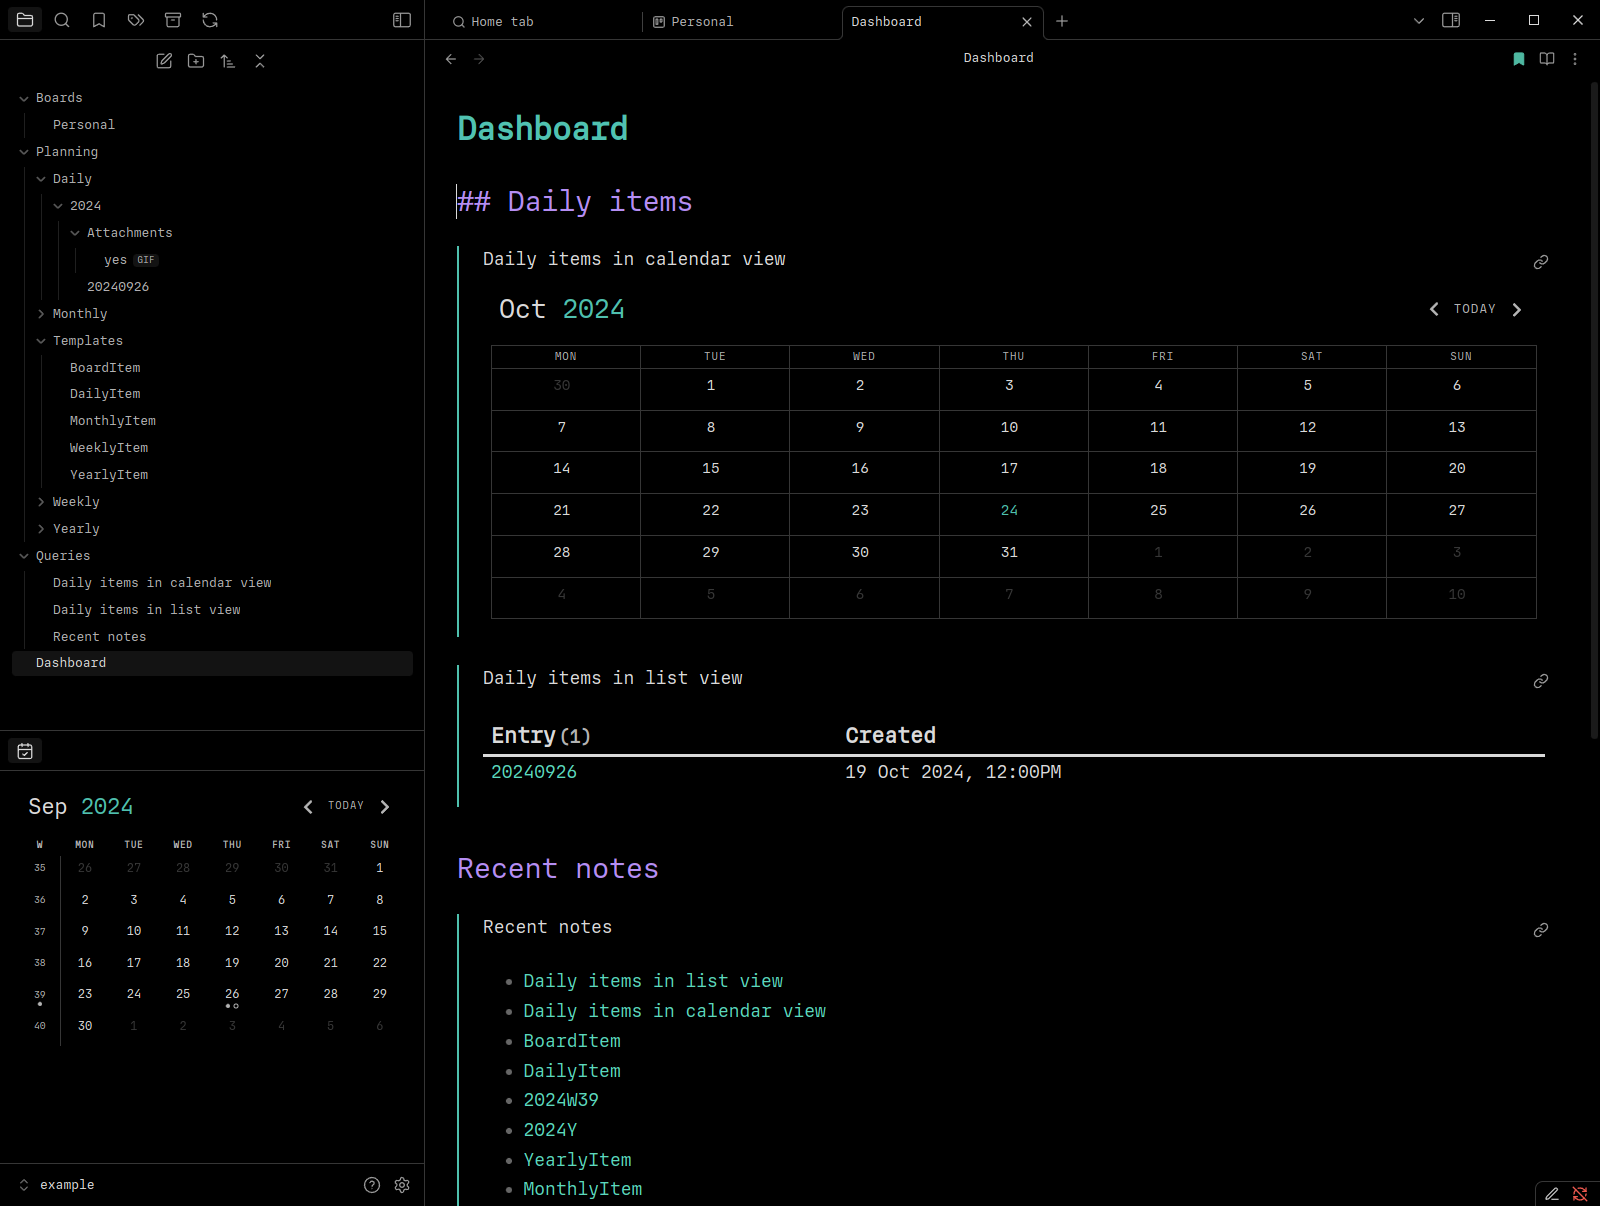 Home tab
Personal
Dashboard
Dashboard
Boards
Personal
Planning
Daily
2024
Attachments
yes GIF
20240926
Monthly
Templates
BoardItem
DailyItem
MonthlyItem
WeeklyItem
YearlyItem
Weekly
Yearly
Queries
Daily items in calendar view
Daily items in list view
Recent notes
Dashboard
Sep 2024
TODAY
W MON TUE WED THU FRI SAT SUN
35 26 27 28 29 30 31 1
36 2 3 4 5 6 7 8
37 9 10 11 12 13 14 15
38 16 17 18 19 20 21 22
39 23 24 25 26 27 28 29
40 30 1 2 3 4 5 6
example
Dashboard
## Daily items
Daily items in calendar view
Oct 2024
TODAY
MON TUE WED THU FRI SAT SUN
30 1 2 3 4 5 6
7 8 9 10 11 12 13
14 15 16 17 18 19 20
21 22 23 24 25 26 27
28 29 30 31 1 2 3
4 5 6 7 8 9 10
Daily items in list view
Entry (1) Created
20240926 19 Oct 2024, 12:00PM
Recent notes
Recent notes
Daily items in list view
Daily items in calendar view
BoardItem
DailyItem
2024W39
2024Y
YearlyItem
MonthlyItem